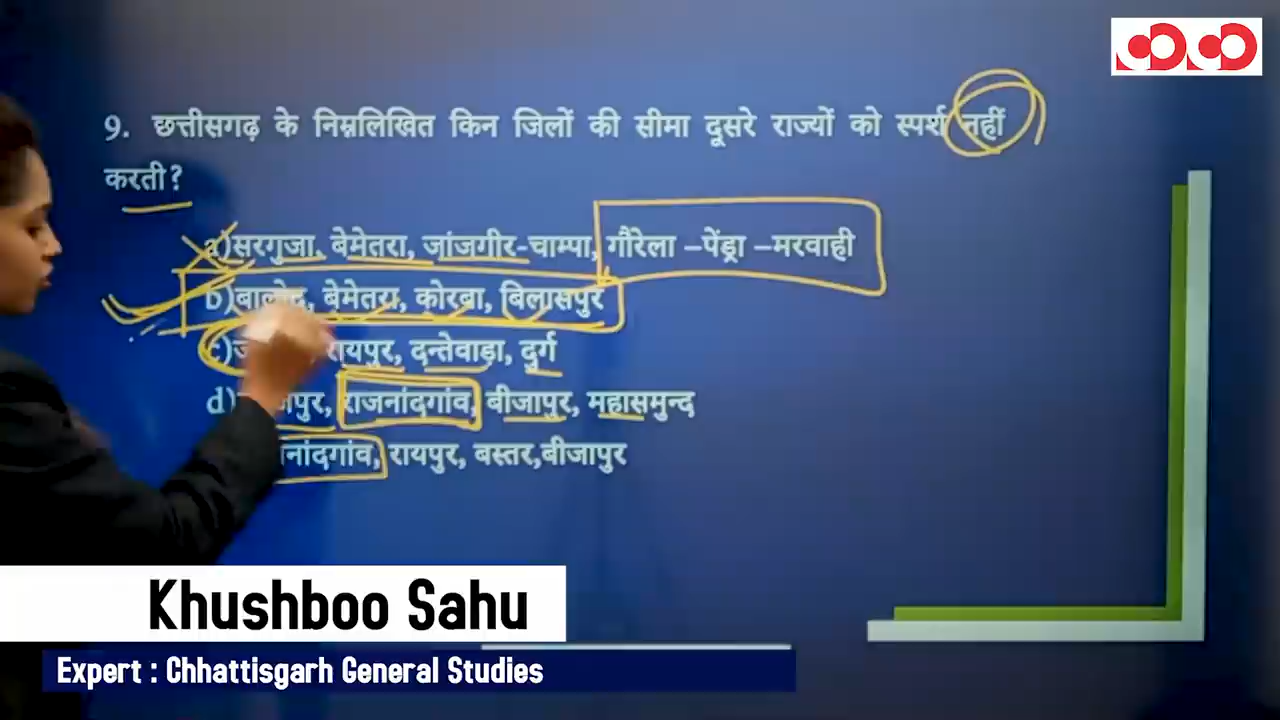 9. छत्तीसगढ़ के निम्नलिखित किन जिलों की सीमा दूसरे राज्यों को स्पर्श नहीं
करती?
a)सरगुजा, बेमेतरा, जांजगीर-चाम्पा, गौरेला –पेंड्रा –मरवाही
b)बालोद, बेमेतरा, कोरबा, बिलासपुर
रायपुर, दन्तेवाड़ा, दुर्ग
d) राजनांदगांव, बीजापुर, महासमुन्द
रायपुर, बस्तर,बीजापुर
Khushboo Sahu
Expert : Chhattisgarh General Studies